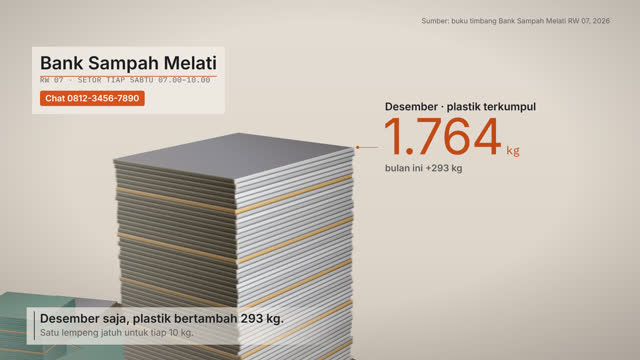 Sumber: buku timbang Bank Sampah Melati RW 07, 2026
Bank Sampah Melati
RW 07 · SETOR TIAP SABTU 07.00–10.00
Chat 0812-3456-7890
Desember · plastik terkumpul
1.764 kg
bulan ini +293 kg
Desember saja, plastik bertambah 293 kg.
Satu lempeng jatuh untuk tiap 10 kg.